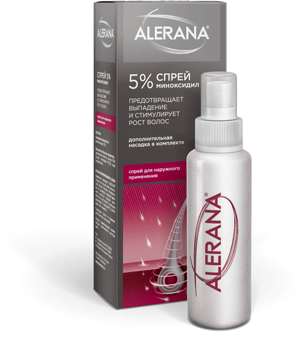 ALERANA®
5% СПРЕЙ
МИНОКСИДИЛ
ПРЕДОТВРАЩАЕТ
ВЫПАДЕНИЕ
И СТИМУЛИРУЕТ
РОСТ ВОЛОС
дополнительная
насадка в комплекте
спрей для наружного
применения
ALERANA®